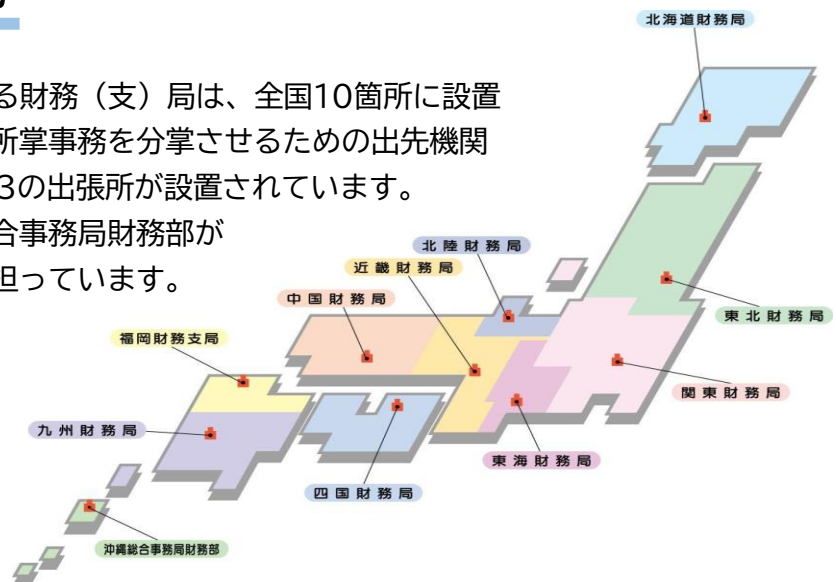 る財務（支）局は、全国10箇所に設置
所掌事務を分掌させるための出先機関
3の出張所が設置されています。
合事務局財務部が
担っています。
北海道財務局
北陸財務局
近畿財務局
中国財務局
東北財務局
福岡財務支局
関東財務局
九州財務局
東海財務局
四国財務局
沖縄総合事務局財務部